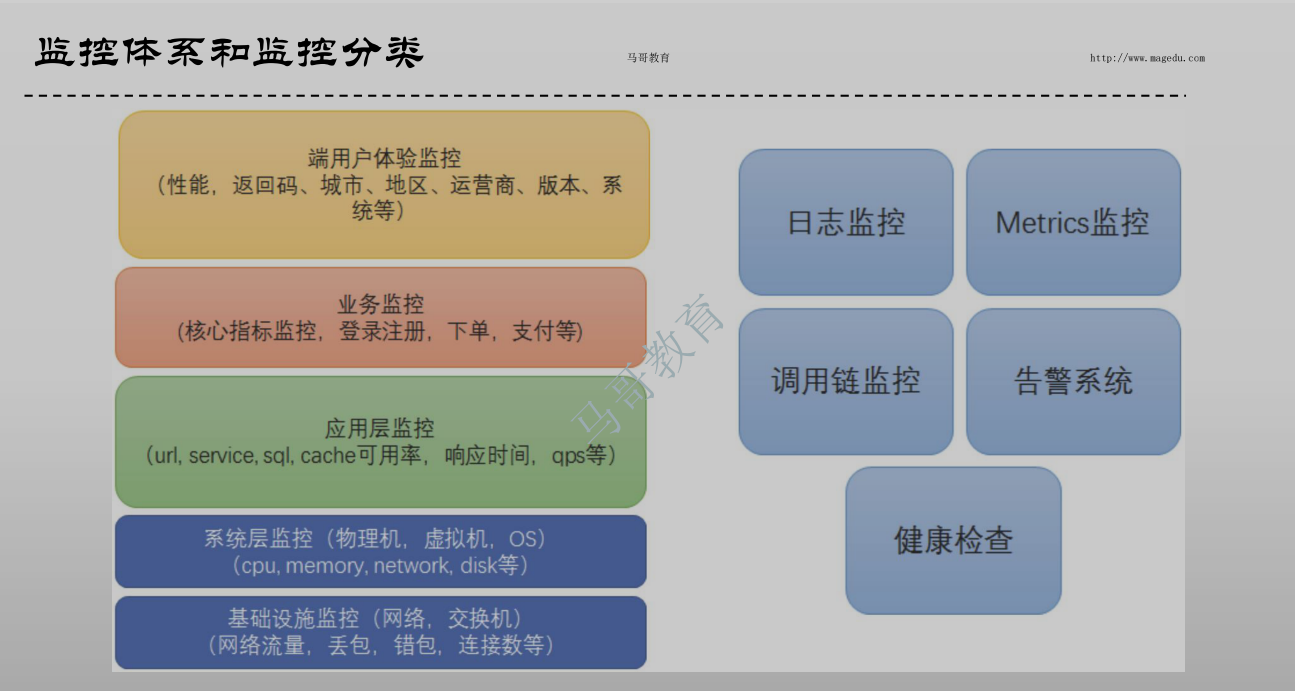 监控体系和监控分类
马哥教育
http://www.magedu.com
端用户体验监控
（性能，返回码、城市、地区、运营商、版本、系
统等）
业务监控
(核心指标监控，登录注册，下单，支付等)
应用层监控
（url, service, sql, cache可用率，响应时间，qps等）
系统层监控（物理机，虚拟机，OS）
（cpu, memory, network, disk等）
基础设施监控（网络，交换机）
（网络流量，丢包，错包，连接数等）
日志监控
Metrics监控
调用链监控
告警系统
健康检查
马哥教育